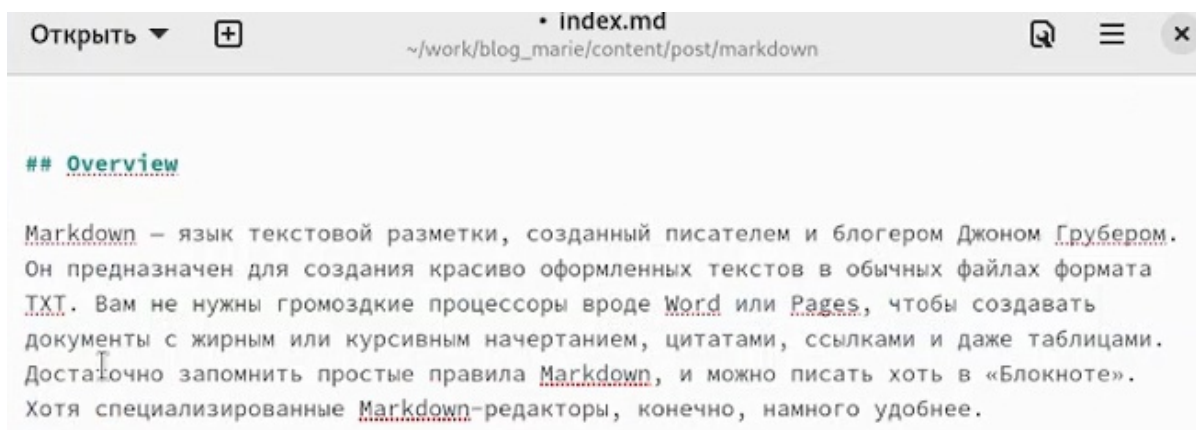 Открыть
• index.md
~/work/blog_marie/content/post/markdown
## Overview
Markdown — язык текстовой разметки, созданный писателем и блогером Джоном Грубером.
Он предназначен для создания красиво оформленных текстов в обычных файлах формата
TXT. Вам не нужны громоздкие процессоры вроде Word или Pages, чтобы создавать
документы с жирным или курсивным начертанием, цитатами, ссылками и даже таблицами.
Достаточно запомнить простые правила Markdown, и можно писать хоть в «Блокноте».
Хотя специализированные Markdown-редакторы, конечно, намного удобнее.